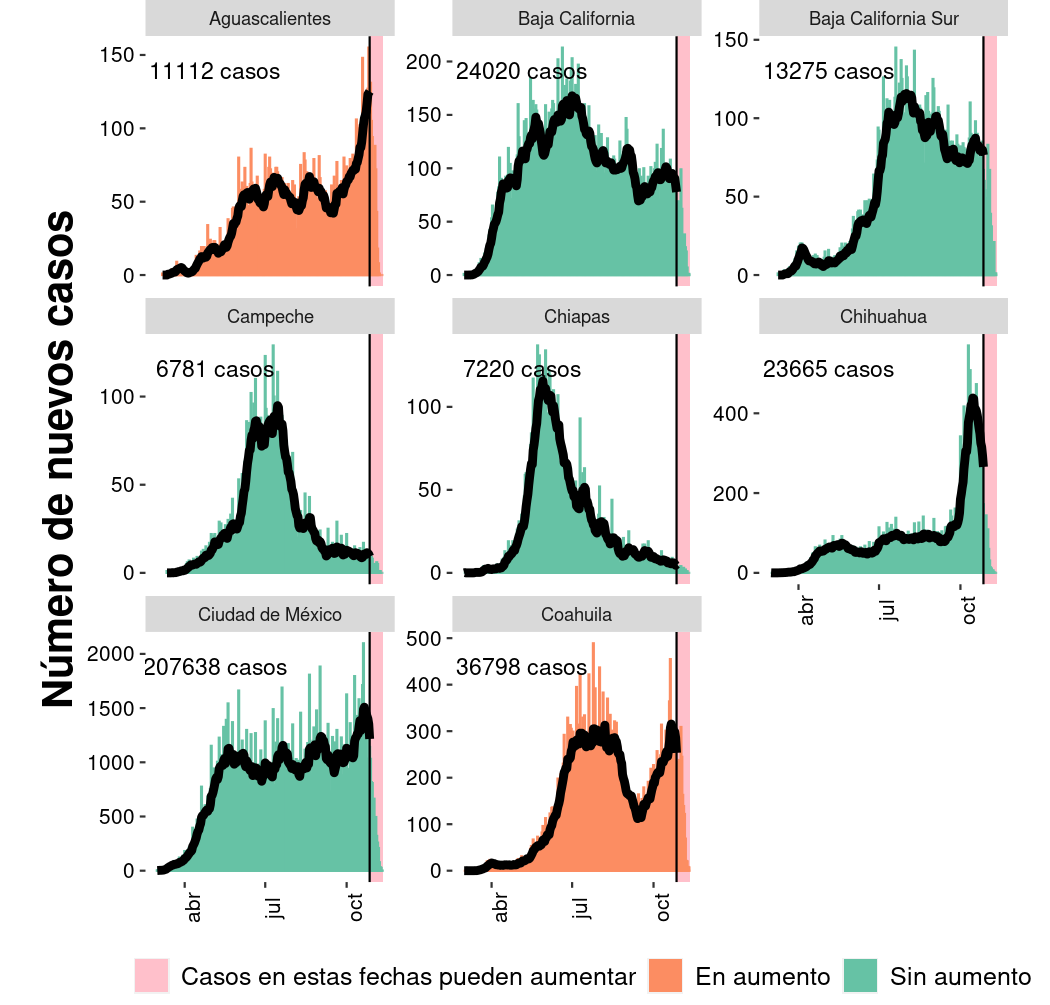 Número de nuevos casos
Aguascalientes
Baja California
Baja California Sur
150
100
50
0
11112 casos
200
150
100
50
0
24020 casos
150
100
50
0
13275 casos
Campeche
Chiapas
Chihuahua
100
50
0
6781 casos
100
50
0
7220 casos
400
200
0
23665 casos
abr
jul
oct
Ciudad de México
Coahuila
2000
1500
1000
500
0
207638 casos
500
400
300
200
100
0
36798 casos
abr
jul
oct
abr
jul
oct
Casos en estas fechas pueden aumentar
En aumento
Sin aumento